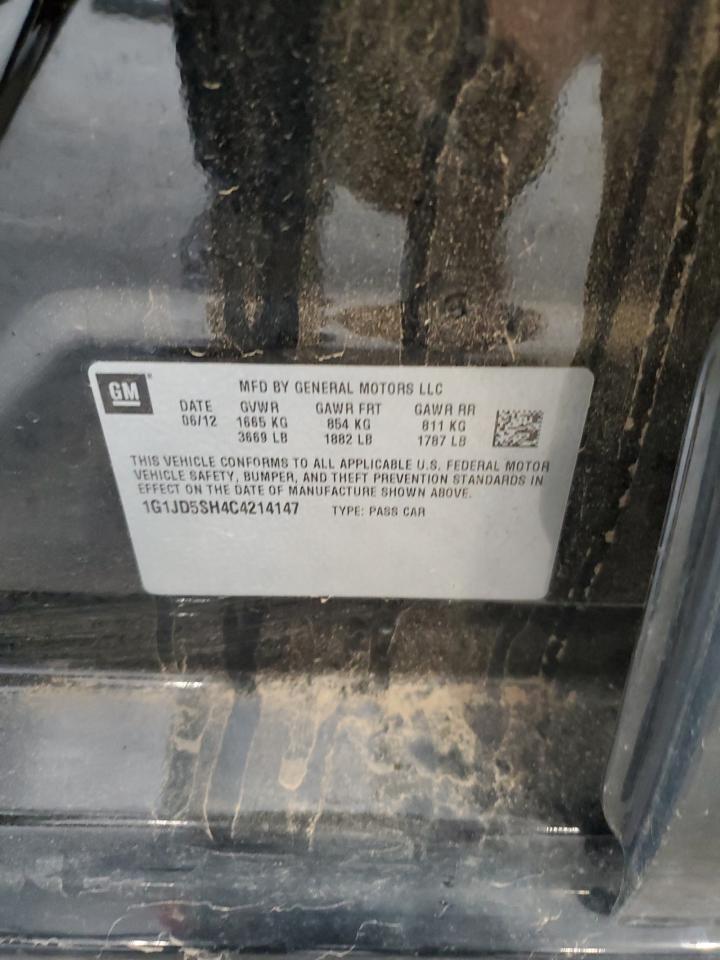 GM
MFD BY GENERAL MOTORS LLC
DATE GVWR GAWR FRT GAWR RR
06/12 1665 KG 854 KG 811 KG
3669 LB 1882 LB 1787 LB
THIS VEHICLE CONFORMS TO ALL APPLICABLE U.S. FEDERAL MOTOR
VEHICLE SAFETY, BUMPER, AND THEFT PREVENTION STANDARDS IN
EFFECT ON THE DATE OF MANUFACTURE SHOWN ABOVE.
1G1JD5SH4C4214147 TYPE: PASS CAR